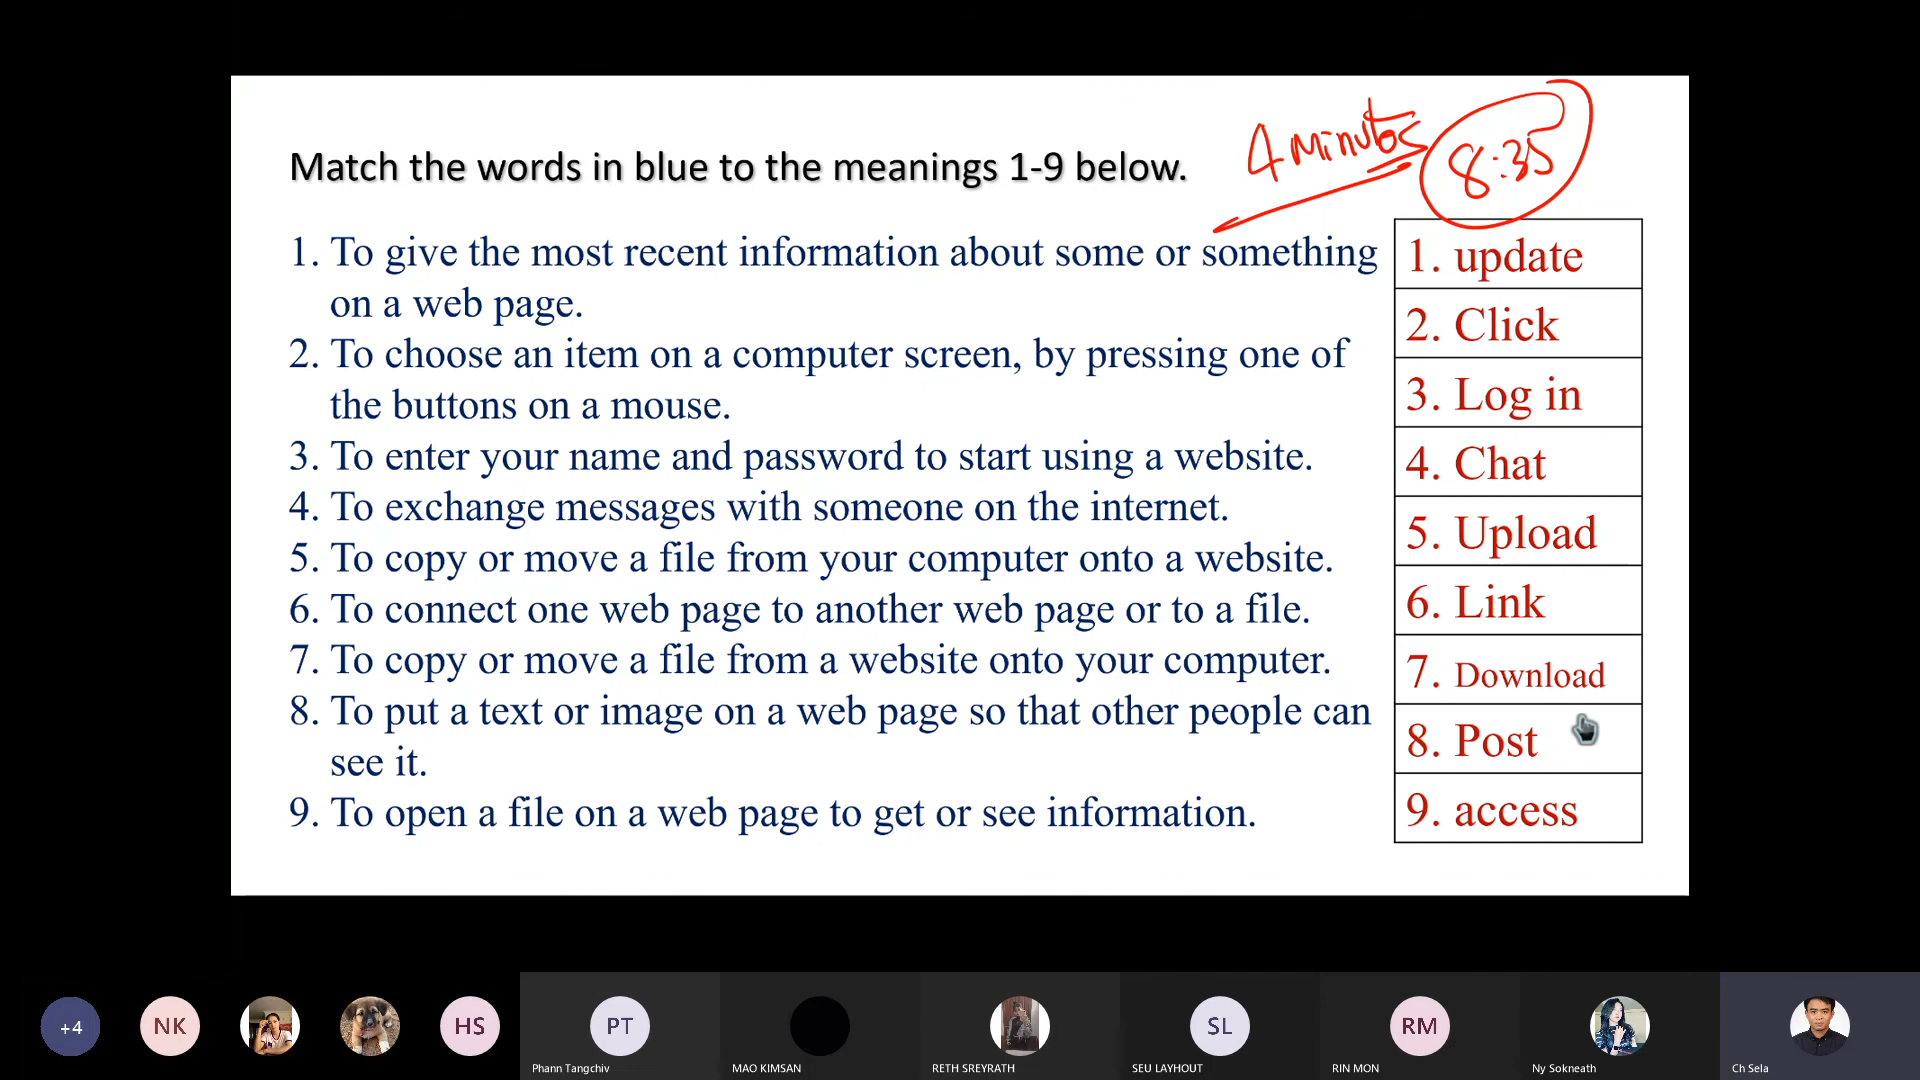 4 minutes 8:35
Match the words in blue to the meanings 1-9 below.
1. To give the most recent information about some or something
on a web page.
2. To choose an item on a computer screen, by pressing one of
the buttons on a mouse.
3. To enter your name and password to start using a website.
4. To exchange messages with someone on the internet.
5. To copy or move a file from your computer onto a website.
6. To connect one web page to another web page or to a file.
7. To copy or move a file from a website onto your computer.
8. To put a text or image on a web page so that other people can
see it.
9. To open a file on a web page to get or see information.
1. update
2. Click
3. Log in
4. Chat
5. Upload
6. Link
7. Download
8. Post
9. access
+4
NK
HS
PT
SL
RM
Phann Tangchiv
MAO KIMSAN
RETH SREYRATH
SEU LAYHOUT
RIN MON
Ny Sokneath
Ch Sela